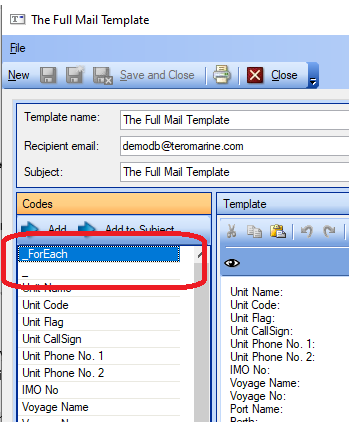 The Full Mail Template
File
New Save and Close Close
Template name: The Full Mail Template
Recipient email: demodb@teromarine.com
Subject: The Full Mail Template
Codes
Template
Add Add to Subject
_ForEach
_
Unit Name
Unit Code
Unit Flag
Unit CallSign
Unit Phone No. 1
Unit Phone No. 2
IMO No
Voyage Name
Unit Name:
Unit Code:
Unit Flag:
Unit CallSign:
Unit Phone No. 1:
Unit Phone No. 2:
IMO No:
Voyage Name:
Voyage No:
Port Name: